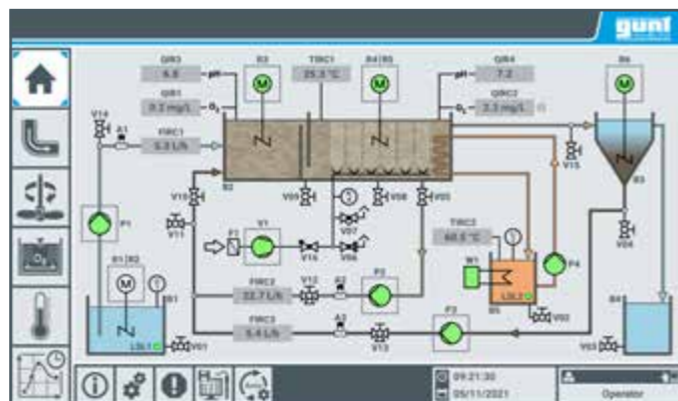 gunt
QIR3
R3
TIRC1
R4|R5
QIR4
R6
6.8
pH
25.3 °C
pH
7.2
QIR1
QIRC2
0.2 mg/L
O₂
O₂
2.3 mg/L
V14
A1
FIRC1
5.3 L/h
B2
V15
B3
V10
V09
V08
V05
V11
V07
V04
P1
F1
V1
V16
V06
TIRC2
60.5 °C
W1
P4
R1|R2
FIRC2
V12
A2
P2
B1
22.7 L/h
LSL2
B5
V02
B4
FIRC3
A3
P3
5.4 L/h
V13
LSL1
V01
V03
09:21:30
05/11/2021
Operator